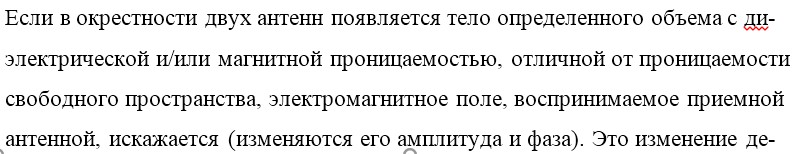 Если в окрестности двух антенн появляется тело определенного объема с ди-
электрической и/или магнитной проницаемостью, отличной от проницаемости
свободного пространства, электромагнитное поле, воспринимаемое приемной
антенной, искажается (изменяются его амплитуда и фаза). Это изменение де-